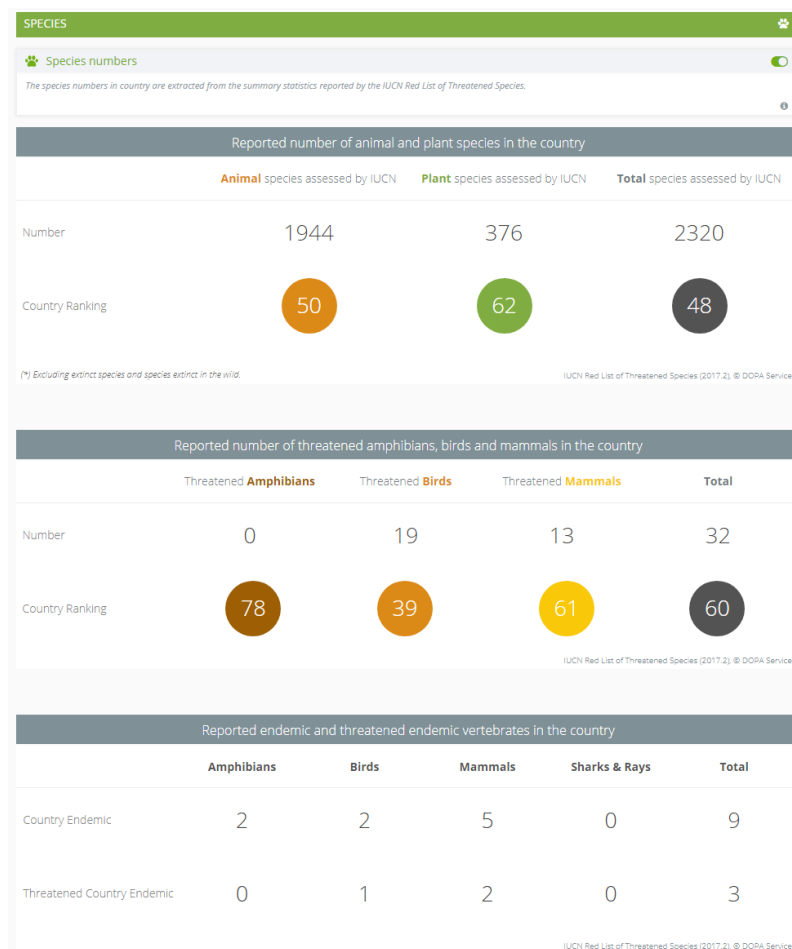 SPECIES
Species numbers
The species numbers in country are extracted from the summary statistics reported by the IUCN Red List of Threatened Species.
Reported number of animal and plant species in the country
Animal species assessed by IUCN Plant species assessed by IUCN Total species assessed by IUCN
Number 1944 376 2320
Country Ranking 50 62 48
(*) Excluding extinct species and species extinct in the wild. IUCN Red List of Threatened Species (2017.2), © DOPA Service
Reported number of threatened amphibians, birds and mammals in the country
Threatened Amphibians Threatened Birds Threatened Mammals Total
Number 0 19 13 32
Country Ranking 78 39 61 60
IUCN Red List of Threatened Species (2017.2), © DOPA Service
Reported endemic and threatened endemic vertebrates in the country
Amphibians Birds Mammals Sharks & Rays Total
Country Endemic 2 2 5 0 9
Threatened Country Endemic 0 1 2 0 3
IUCN Red List of Threatened Species (2017.2), © DOPA Service